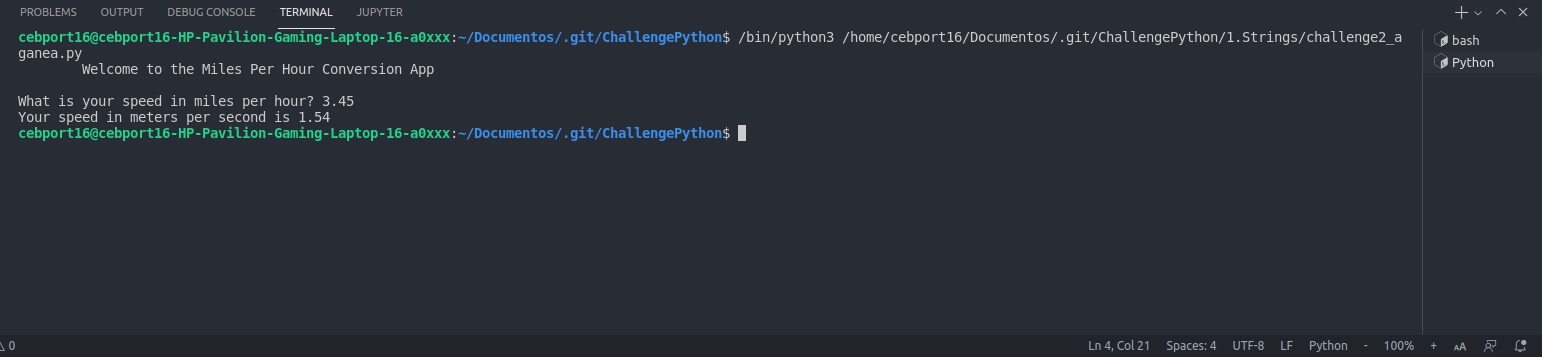 PROBLEMS OUTPUT DEBUG CONSOLE TERMINAL JUPYTER
cebport16@cebport16-HP-Pavilion-Gaming-Laptop-16-a0xxx:~/Documentos/.git/ChallengePython$ /bin/python3 /home/cebport16/Documentos/.git/ChallengePython/1.Strings/challenge2_a
ganea.py
Welcome to the Miles Per Hour Conversion App
What is your speed in miles per hour? 3.45
Your speed in meters per second is 1.54
cebport16@cebport16-HP-Pavilion-Gaming-Laptop-16-a0xxx:~/Documentos/.git/ChallengePython$
bash
Python
0 Ln 4, Col 21 Spaces: 4 UTF-8 LF Python - 100% + AA